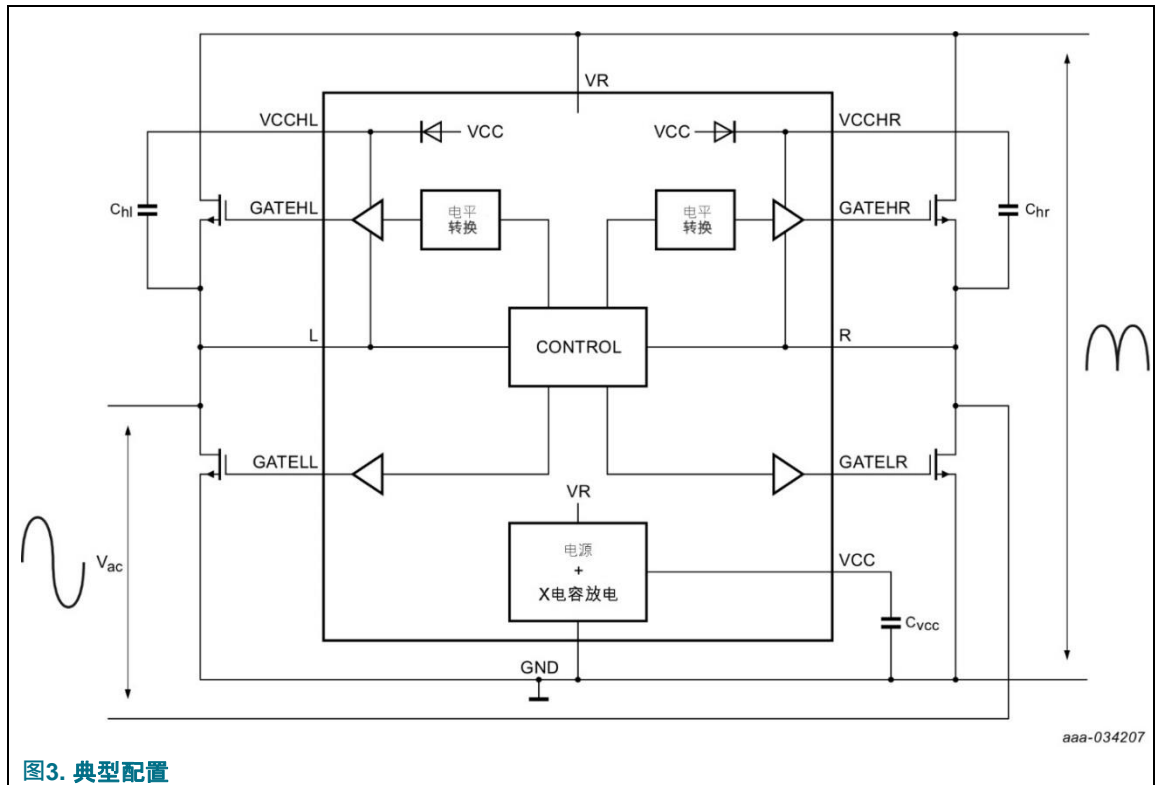 VR
VCCHL
VCC
VCC
VCCHR
Chl
GATEHL
电平
转换
电平
转换
GATEHR
Chr
L
CONTROL
R
GATELL
GATELR
VR
Vac
电源
+
X电容放电
VCC
Cvcc
GND
aaa-034207
图3. 典型配置